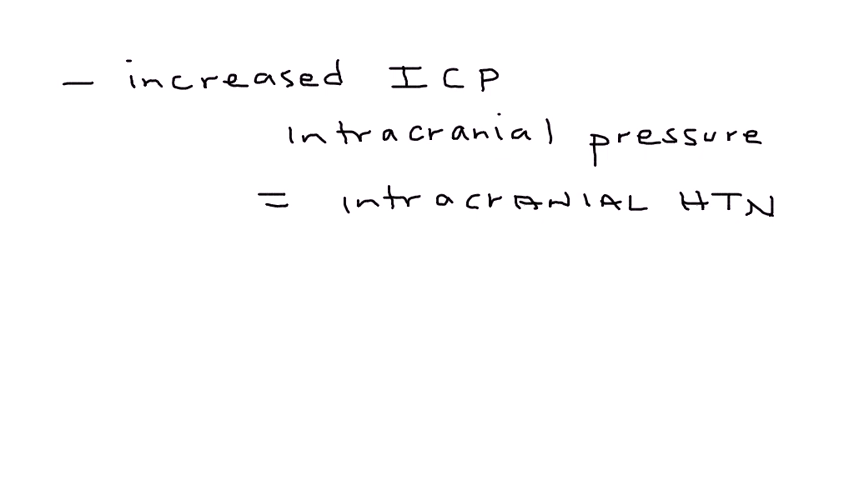 - increased ICP
intracranial pressure
= intracRANIAL HTN